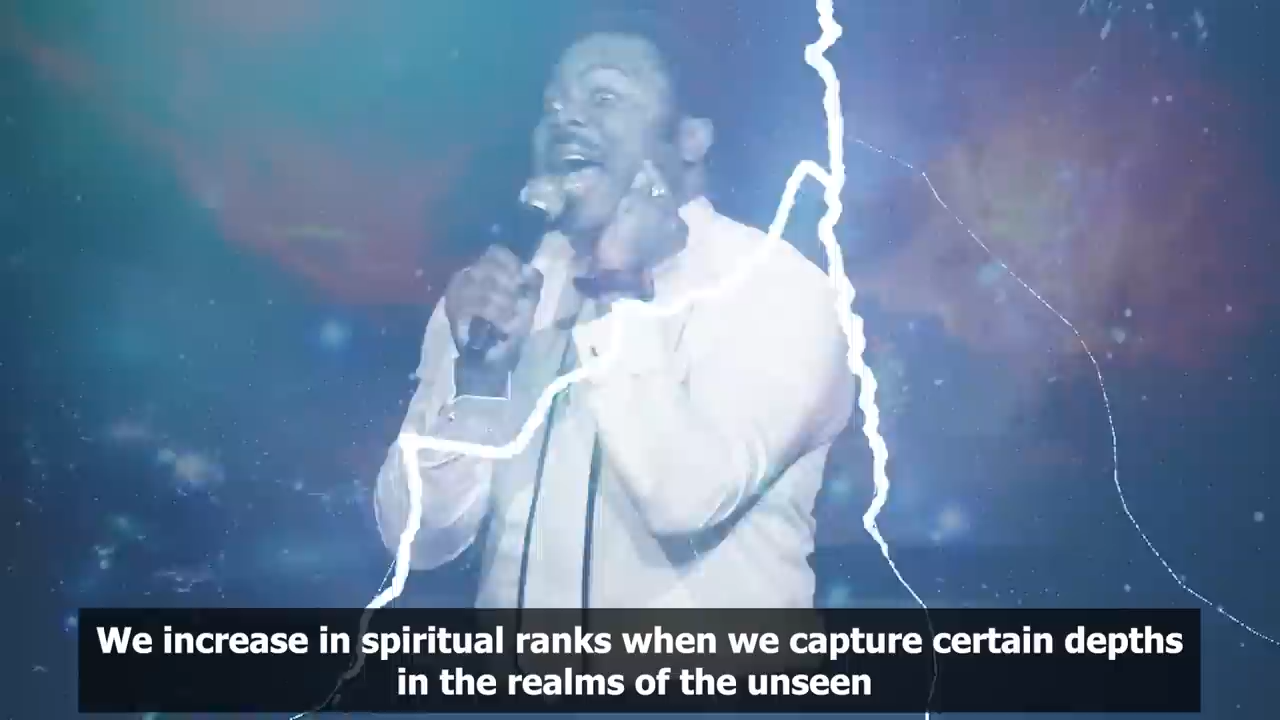 We increase in spiritual ranks when we capture certain depths
in the realms of the unseen